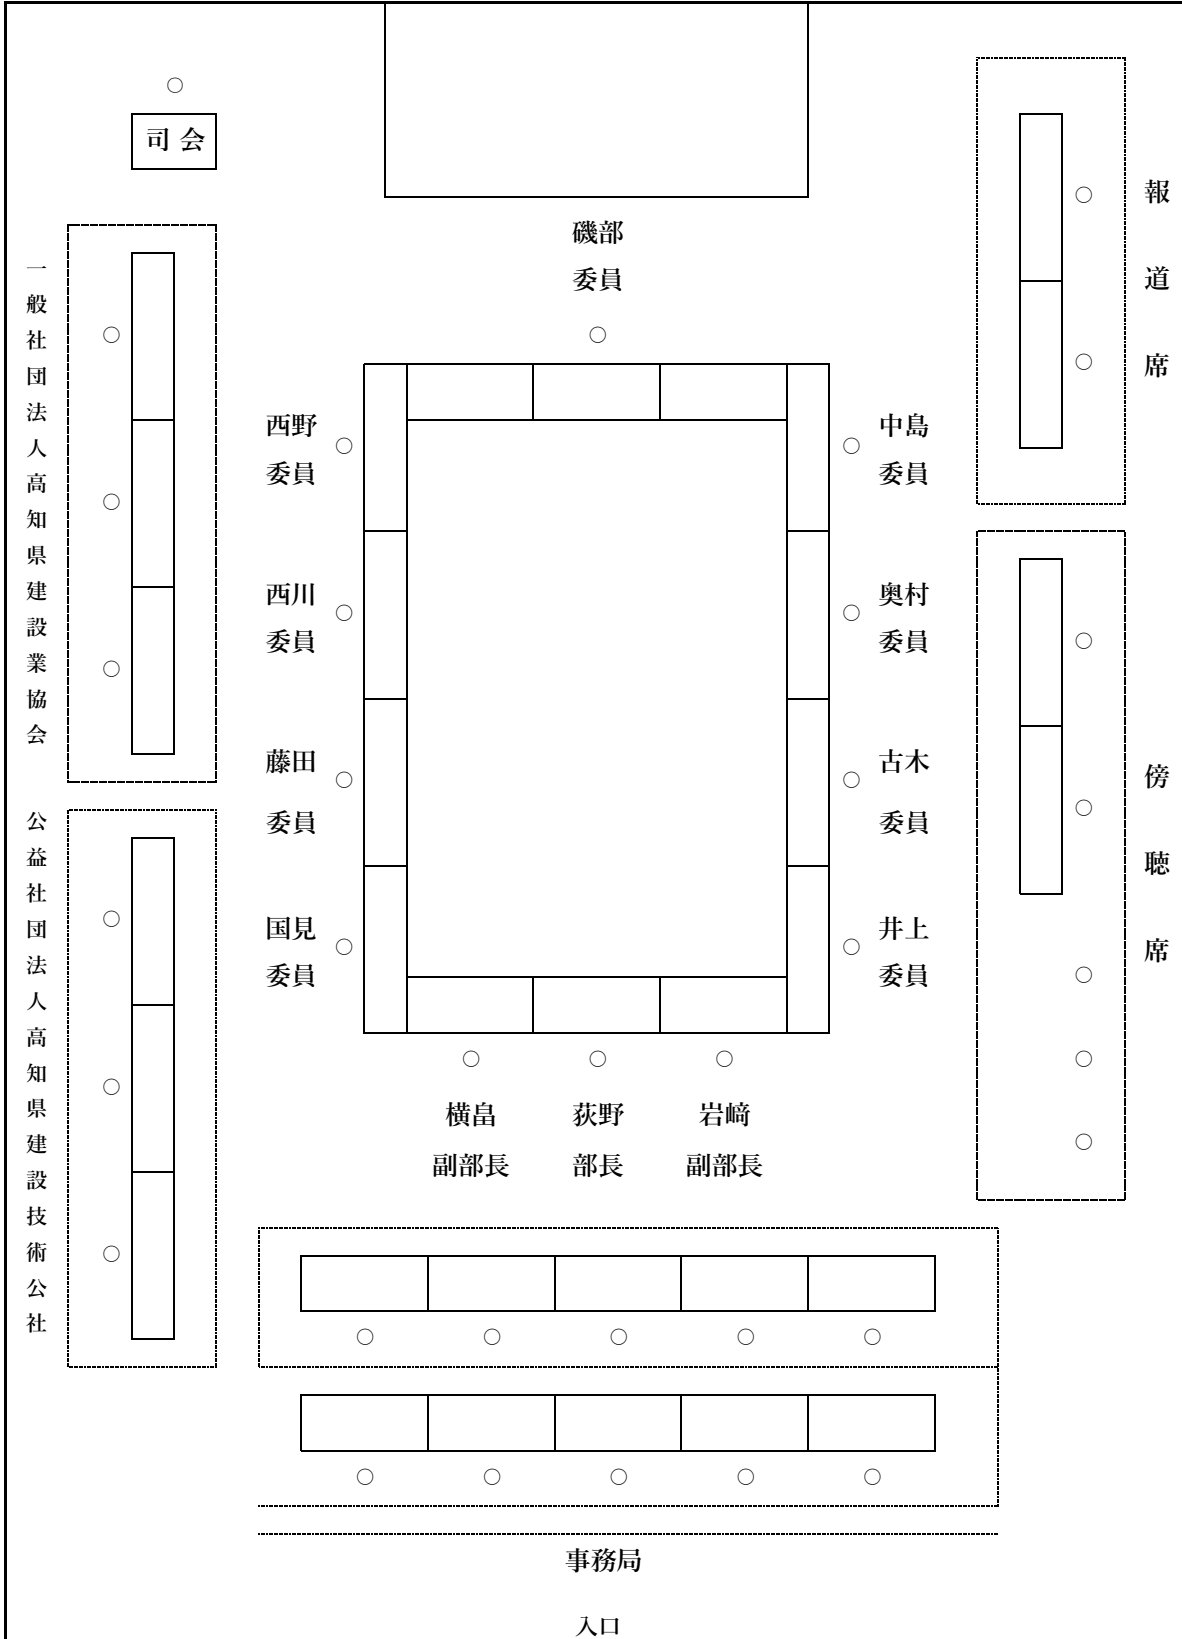 ○
司 会
磯部
委員
○
報道席
○
○
一般社団法人高知県建設業協会
○
○
○
西野
委員
○
○
中島
委員
西川
委員
○
○
奥村
委員
藤田
委員
○
○
古木
委員
国見
委員
○
○
井上
委員
傍聴席
○
○
○
○
○
公益社団法人高知県建設技術公社
○
○
○
○ ○ ○
横畠
副部長
荻野
部長
岩﨑
副部長
○ ○ ○ ○ ○
○ ○ ○ ○ ○
事務局
入口